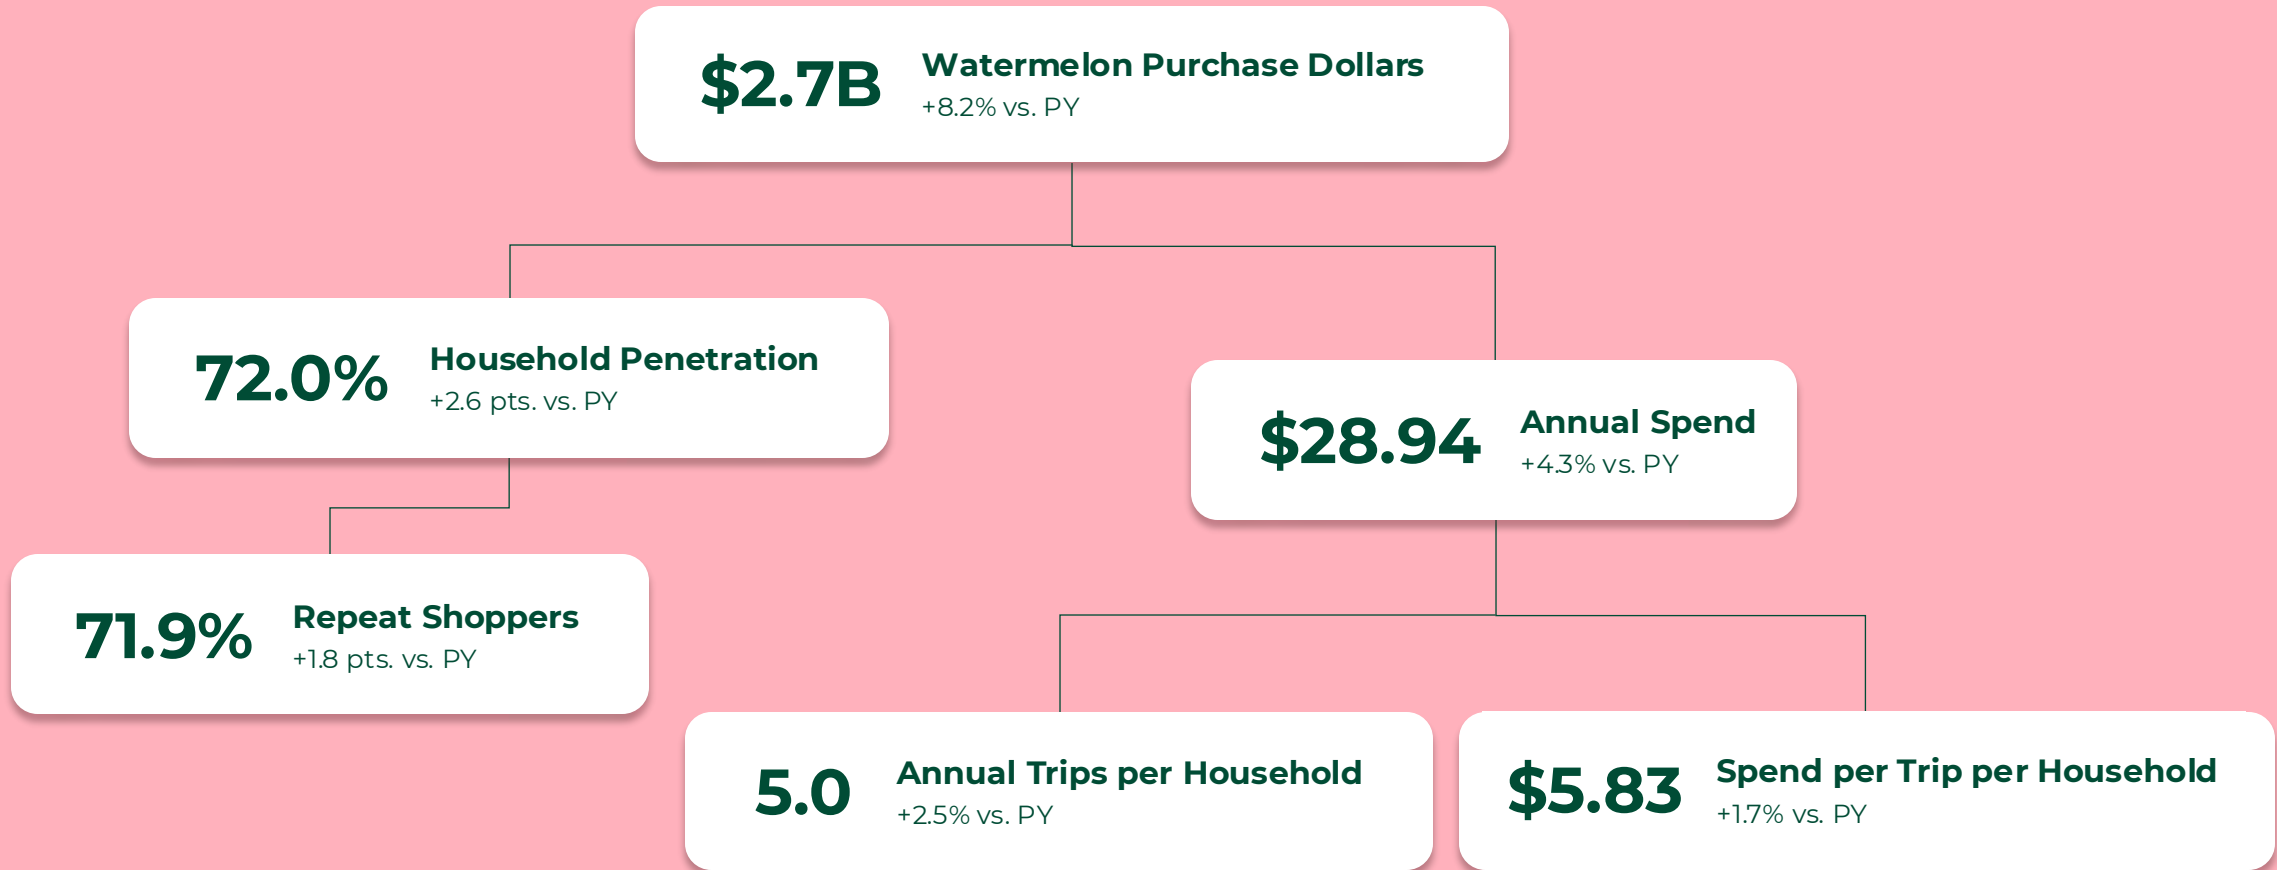 $2.7B
Watermelon Purchase Dollars
+8.2% vs. PY
72.0%
Household Penetration
+2.6 pts. vs. PY
$28.94
Annual Spend
+4.3% vs. PY
71.9%
Repeat Shoppers
+1.8 pts. vs. PY
5.0
Annual Trips per Household
+2.5% vs. PY
$5.83
Spend per Trip per Household
+1.7% vs. PY